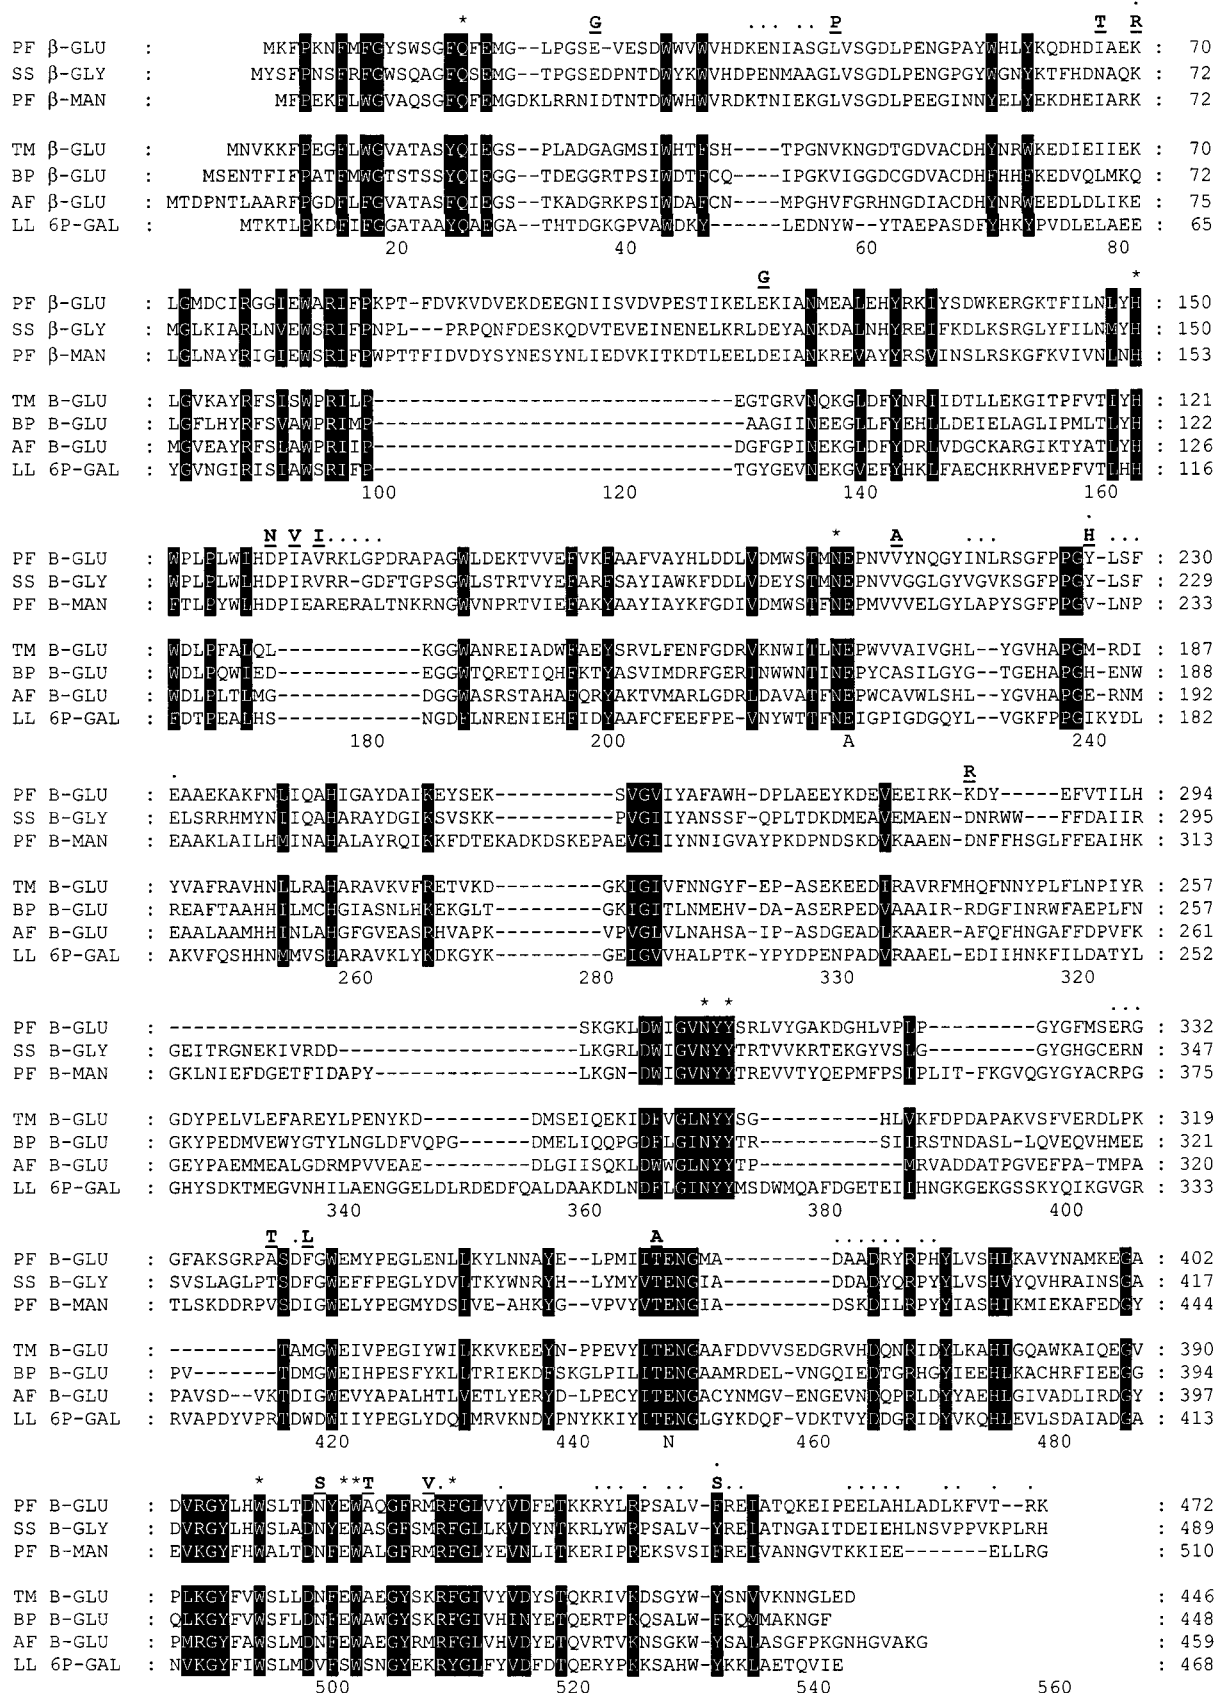 * G .... .. P T R
PF β-GLU : MKFPKNFMFGYSWSGFQFEMG--LPGSE-VESDWWVWVHDKENIASGLVSGDLPENGPAYWHLYKQDHDIAEK : 70
SS β-GLY : MYSFPNSFRFGWSQAGFQSEMG--TPGSEDPNTDWYKWVHDPENMAAGLVSGDLPENGPGYWGNYKTFHDNAQK : 72
PF β-MAN : MFPEKFLWGVAQSGFQFEMGDKLRRNIDTNTDWWHWVRDKTNIEKGLVSGDLPEEGINNYELYEKDHEIARK : 72
TM β-GLU : MNVKKFPEGFLWGVATASYQIEGS--PLADGAGMSIWHTFSH----TPGNVKNGDTGDVACDHYNRWKEDIEIIEK : 70
BP β-GLU : MSENTFIFPATFMWGTSTSSYQIEGG--TDEGGRTPSIWDTFCQ----IPGKVIGGDCGDVACDHFHHFKEDVQLMKQ : 72
AF β-GLU : MTDPNTLAARFPGDFLFGVATASYQIEGS--TKADGRKPSIWDAFCN----MPGHVFGRHNGDIACDHYNRWEEDLDLIKE : 75
LL 6P-GAL : MTKTLPKDFIFGGATAAYQAEGA--THTDGKGPVAWDKY------LEDNYW--YTAEPASDFYHKYPVDLELAEE : 65
20 40 60 80
G *
PF β-GLU : LGMDCIRGGIEWARIFPKPT-FDVKVDVEKDEEGNIISVDVPESTIKELEKIANMEALEHYRKIYSDWKERGKTFILNLYH : 150
SS β-GLY : MGLKIARLNVEWSRIFPNPL---PRPQNFDESKQDVTEVEINENELKRLDEYANKDALNHYREIFKDLKSRGLYFILNMYH : 150
PF β-MAN : LGLNAYRIGIEWSRIFPWPTTFIDVDYSYNESYNLIEDVKITKDTLEELDEIANKREVAYYRSVINSLRSKGFKVIVNLNH : 153
TM B-GLU : LGVKAYRFSISWPRILP------------------------------EGTGRVNQKGLDFYNRIIDTLLEKGITPFVTIYH : 121
BP B-GLU : LGFLHYRFSVAWPRIMP-------------------------------AAGIINEEGLLFYEHLLDEIELAGLIPMLTLYH : 122
AF B-GLU : MGVEAYRFSLAWPRIIP------------------------------DGFGPINEKGLDFYDRLVDGCKARGIKTYATLYH : 126
LL 6P-GAL : YGVNGIRISIAWSRIFP------------------------------TGYGEVNEKGVEFYHKLFAECHKRHVEPFVTLHH : 116
100 120 140 160
N V I..... * A ... H ...
PF B-GLU : WPLPLWIHDPIAVRKLGPDRAPAGWLDEKTVVEFVKFAAFVAYHLDDLVDMWSTMNEPNVVYNQGYINLRSGFPPGY-LSF : 230
SS B-GLY : WPLPLWLHDPIRVRR-GDFTGPSGWLSTRTVYEFARFSAYIAWKFDDLVDEYSTMNEPNVVGGLGYVGVKSGFPPGY-LSF : 229
PF B-MAN : FTLPYWLHDPIEARERALTNKRNGWVNPRTVIEFAKYAAYIAYKFGDIVDMWSTFNEPMVVVELGYLAPYSGFPPGV-LNP : 233
TM B-GLU : WDLPFALQL------------KGGWANREIADWFAEYSRVLFENFGDRVKNWITLNEPWVVAIVGHL--YGVHAPGM-RDI : 187
BP B-GLU : WDLPQWIED------------EGGWTQRETIQHFKTYASVIMDRFGERINWWNTINEPYCASILGYG--TGEHAPGH-ENW : 188
AF B-GLU : WDLPLTLMG------------DGGWASRSTAHAFQRYAKTVMARLGDRLDAVATFNEPWCAVWLSHL--YGVHAPGE-RNM : 192
LL 6P-GAL : FDTPEALHS------------NGDFLNRENIEHFIDYAAFCFEEFPE-VNYWTTFNEIGPIGDGQYL--VGKFPPGIKYDL : 182
180 200 A 240
. R
PF B-GLU : EAAEKAKFNLIQAHIGAYDAIKEYSEK---------SVGVIYAFAWH-DPLAEEYKDEVEEIRK-KDY----EFVTILH : 294
SS B-GLY : ELSRRHMYNIIQAHARAYDGIKSVSKK---------PVGIIYANSSF-QPLTDKDMEAVEMAEN-DNRWW--FFDAIIR : 295
PF B-MAN : EAAKLAILHMINAHALAYRQIKKFDTEKADKDSKEPAEVGIIYNNIGVAYPKDPNDSKDVKAAEN-DNFFHSGLFFEAIHK : 313
TM B-GLU : YVAFRAVHNLLRAHARAVKVFRETVKD---------GKIGIVFNNGYF-EP-ASEKEEDIRAVRFMHQFNNYPLFLNPIYR : 257
BP B-GLU : REAFTAAHHILMCHGIASNLHKEKGLT---------GKIGITLNMEHV-DA-ASERPEDVAAAIR-RDGFINRWFAEPLFN : 257
AF B-GLU : EAALAAMHHINLAHGFGVEASRHVAPK---------VPVGLVLNAHSA-IP-ASDGEADLKAAER-AFQFHNGAFFDPVFK : 261
LL 6P-GAL : AKVFQSHHNMMVSHARAVKLYKDKGYK---------GEIGVVHALPTK-YPYDPENPADVRAAEL-EDIIHNKFILDATYL : 252
260 280 330 320
* * ...
PF B-GLU : ----------------------------------SKGKLDWIGVNYYSRLVYGAKDGHLVPLP---------GYGFMSERG : 332
SS B-GLY : GEITRGNEKIVRDD--------------------LKGRLDWIGVNYYTRTVVKRTEKGYVSLG---------GYGHGCERN : 347
PF B-MAN : GKLNIEFDGETFIDAPY-----------------LKGN-DWIGVNYYTREVVTYQEPMFPSIPLIT-FKGVQGYGYACRPG : 375
TM B-GLU : GDYPELVLEFAREYLPENYKD-------------DMSEIQEKIDFVGLNYYSG----------HLVKFDPDAPAKVSFVERDLPK : 319
BP B-GLU : GKYPEDMVEWYGTYLNGLDFVQPG----------DMELIQQPGDFLGINYYTR----------SIIRSTNDASL-LQVEQVHMEE : 321
AF B-GLU : GEYPAEMMEALGDRMPVVEAE-------------DLGIISQKLDWWGLNYYTP------------MRVADDATPGVEFPA-TMPA : 320
LL 6P-GAL : GHYSDKTMEGVNHILAENGGELDLRDEDFQALDAAKDLNDFLGINYYMSDWMQAFDGETEIIHNGKGEKGSSKYQIKGVGR : 333
340 360 380 400
T . L A .........
PF B-GLU : GFAKSGRPASDFGWEMYPEGLENLLKYLNNAYE--LPMIITENGMA---------DAADRYRPHYLVSHLKAVYNAMKEGA : 402
SS B-GLY : SVSLAGLPTSDFGWEFFPEGLYDVLTKYWNRYH--LYMYVTENGIA---------DDADYQRPYYLVSHVYQVHRAINSGA : 417
PF B-MAN : TLSKDDRPVSDIGWELYPEGMYDSIVE-AHKYG--VPVYVTENGIA---------DSKDILRPYYIASHIKMIEKAFEDGY : 444
TM B-GLU : ---------TAMGWEIVPEGIYWILKKVKEEYN-PPEVYITENGAAFDDVVSEDGRVHDQNRIDYLKAHIGQAWKAIQEGV : 390
BP B-GLU : PV-------TDMGWEIHPESFYKLLTRIEKDFSKGLPILITENGAAMRDEL-VNGQIEDTGRHGYIEEHLKACHRFIEEGG : 394
AF B-GLU : PAVSD--VKTDIGWEVYAPALHTLVETLYERYD-LPECYITENGACYNMGV-ENGEVNDQPRLDYYAEHLGIVADLIRDGY : 397
LL 6P-GAL : RVAPDYVPRTDWDWIIYPEGLYDQIMRVKNDYPNYKKIYITENGLGYKDQF-VDKTVYDDGRIDYVKQHLEVLSDAIADGA : 413
420 440 N 460 480
* S ** T V. * . .... S ...
PF B-GLU : DVRGYLHWSLTDNYEWAQGFRMRFGLVYVDFETKKRYLRPSALV-FREIATQKEIPEELAHLADLKFVT--RK : 472
SS B-GLY : DVRGYLHWSLADNYEWASGFSMRFGLLKVDYNTKRLYWRPSALV-YREIATNGAITDEIEHLNSVPPVKPLRH : 489
PF B-MAN : EVKGYFHWALTDNFEWALGFRMRFGLYEVNLITKERIPREKSVSIFREIVANNGVTKKIEE-------ELLRG : 510
TM B-GLU : PLKGYFVWSLLDNFEWAEGYSKRFGIVYVDYSTQKRIVKDSGYW-YSNVVKNNGLED : 446
BP B-GLU : QLKGYFVWSFLDNFEWAWGYSKRFGIVHINYETQERTPKQSALW-FKQMMAKNGF : 448
AF B-GLU : PMRGYFAWSLMDNFEWAEGYRMRFGLVHVDYETQVRTVKNSGKW-YSALASGFPKGNHGVAKG : 459
LL 6P-GAL : NVKGYFIWSLMDVFSWSNGYEKRYGLFYVDFDTQERYPKKSAHW-YKKLAETQVIE : 468
500 520 540 560